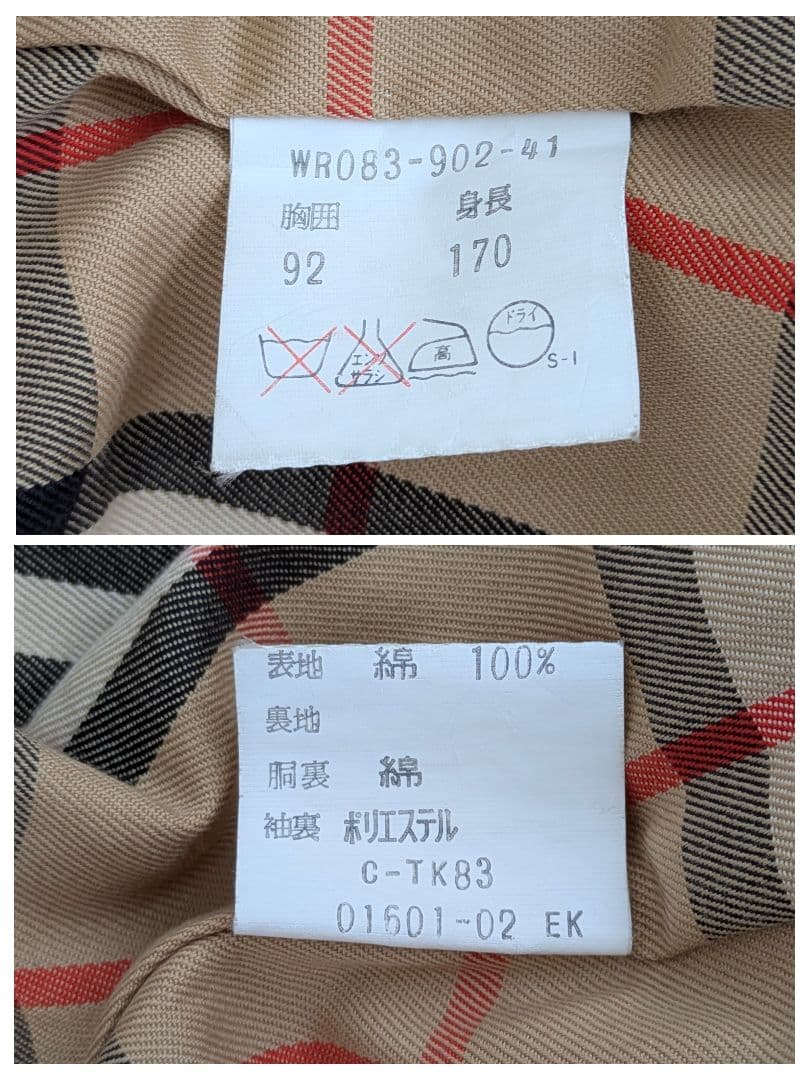 WR083-902-41
胸囲 身長
92 170
エンソ
サラシ
高
ドライ
S-1
表地 綿 100%
裏地
胴裏 綿
袖裏 ポリエステル
C-TK83
01601-02 EK